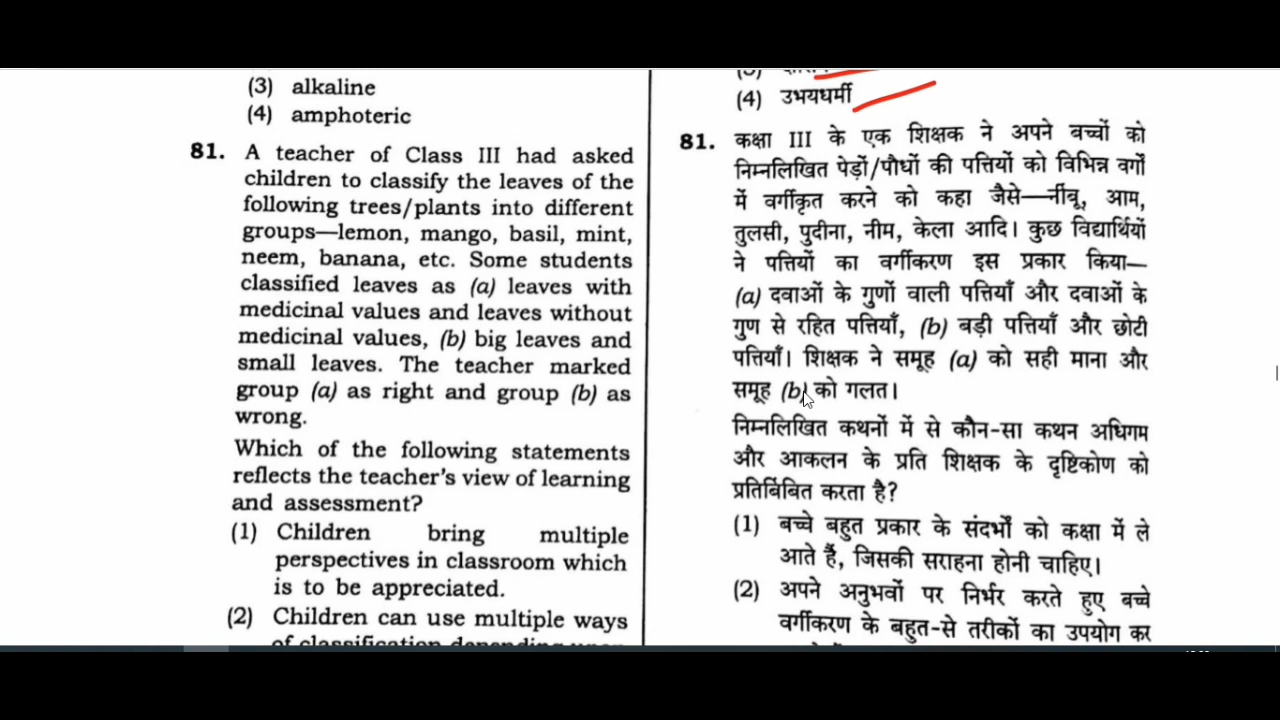 (3) alkaline
(4) amphoteric
81. A teacher of Class III had asked
children to classify the leaves of the
following trees/plants into different
groups—lemon, mango, basil, mint,
neem, banana, etc. Some students
classified leaves as (a) leaves with
medicinal values and leaves without
medicinal values, (b) big leaves and
small leaves. The teacher marked
group (a) as right and group (b) as
wrong.
Which of the following statements
reflects the teacher's view of learning
and assessment?
(1) Children bring multiple
perspectives in classroom which
is to be appreciated.
(2) Children can use multiple ways
of classification depending upon
(4) उभयधर्मी
81. कक्षा III के एक शिक्षक ने अपने बच्चों को
निम्नलिखित पेड़ों/पौधों की पत्तियों को विभिन्न वर्गों
में वर्गीकृत करने को कहा जैसे—नींबू, आम,
तुलसी, पुदीना, नीम, केला आदि। कुछ विद्यार्थियों
ने पत्तियों का वर्गीकरण इस प्रकार किया—
(a) दवाओं के गुणों वाली पत्तियाँ और दवाओं के
गुण से रहित पत्तियाँ, (b) बड़ी पत्तियाँ और छोटी
पत्तियाँ। शिक्षक ने समूह (a) को सही माना और
समूह (b) को गलत।
निम्नलिखित कथनों में से कौन-सा कथन अधिगम
और आकलन के प्रति शिक्षक के दृष्टिकोण को
प्रतिबिंबित करता है?
(1) बच्चे बहुत प्रकार के संदर्भों को कक्षा में ले
आते हैं, जिसकी सराहना होनी चाहिए।
(2) अपने अनुभवों पर निर्भर करते हुए बच्चे
वर्गीकरण के बहुत-से तरीकों का उपयोग कर